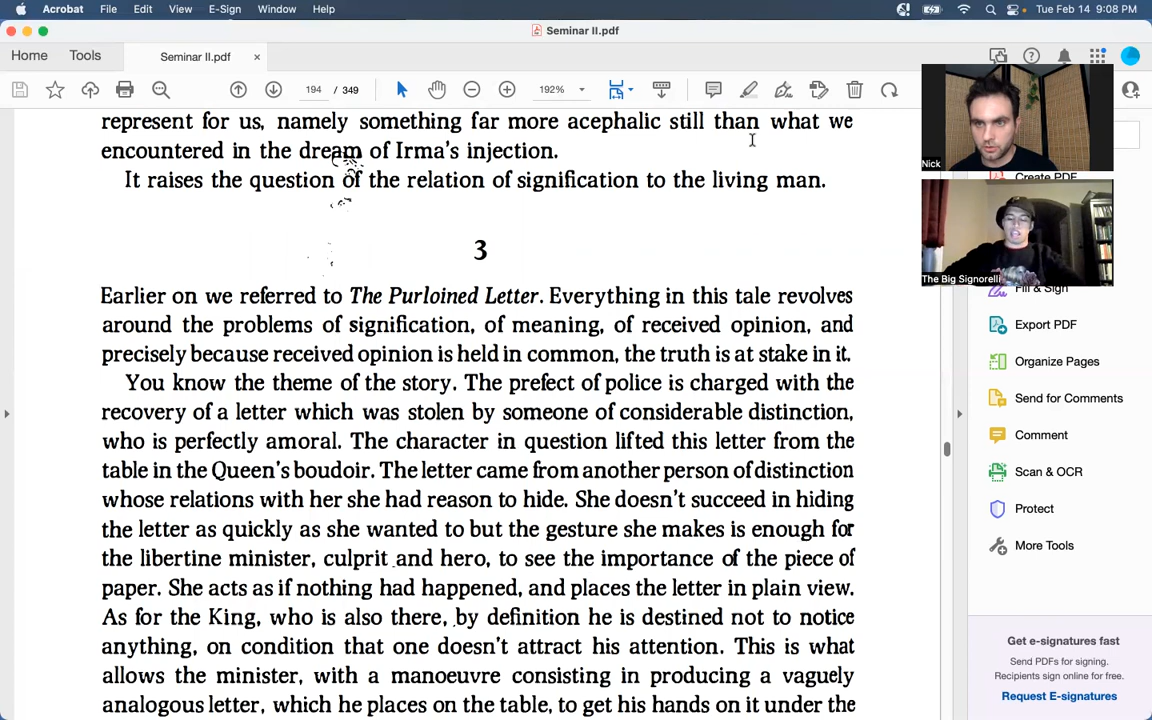 Acrobat File Edit View E-Sign Window Help Tue Feb 14 9:08 PM
Seminar II.pdf
Home Tools Seminar II.pdf ×
194 / 349 192%
represent for us, namely something far more acephalic still than what we
encountered in the dream of Irma's injection.
It raises the question of the relation of signification to the living man.
3
Earlier on we referred to The Purloined Letter. Everything in this tale revolves
around the problems of signification, of meaning, of received opinion, and
precisely because received opinion is held in common, the truth is at stake in it.
You know the theme of the story. The prefect of police is charged with the
recovery of a letter which was stolen by someone of considerable distinction,
who is perfectly amoral. The character in question lifted this letter from the
table in the Queen's boudoir. The letter came from another person of distinction
whose relations with her she had reason to hide. She doesn't succeed in hiding
the letter as quickly as she wanted to but the gesture she makes is enough for
the libertine minister, culprit and hero, to see the importance of the piece of
paper. She acts as if nothing had happened, and places the letter in plain view.
As for the King, who is also there, by definition he is destined not to notice
anything, on condition that one doesn't attract his attention. This is what
allows the minister, with a manoeuvre consisting in producing a vaguely
analogous letter, which he places on the table, to get his hands on it under the
Nick
Create PDF
The Big Signorelli
Fill & Sign
Export PDF
Organize Pages
Send for Comments
Comment
Scan & OCR
Protect
More Tools
Get e-signatures fast
Send PDFs for signing.
Recipients sign online for free.
Request E-signatures